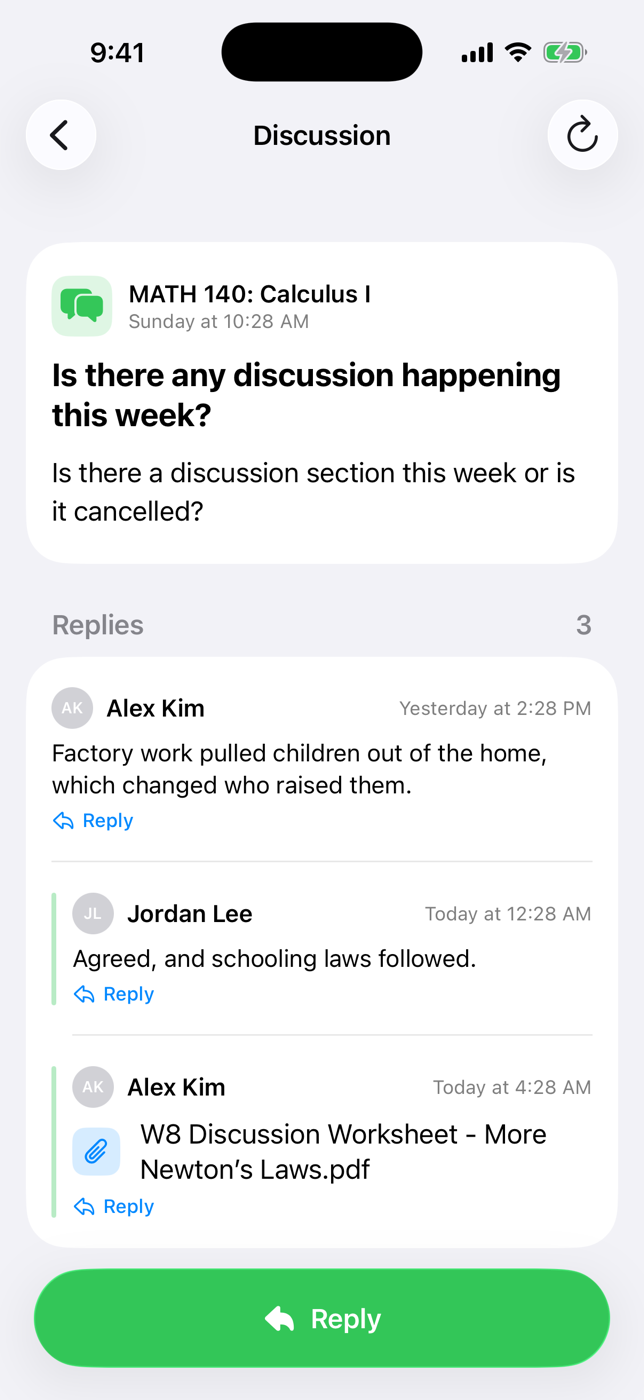 9:41
Discussion
MATH 140: Calculus I
Sunday at 10:28 AM
Is there any discussion happening
this week?
Is there a discussion section this week or is
it cancelled?
Replies 3
AK Alex Kim Yesterday at 2:28 PM
Factory work pulled children out of the home,
which changed who raised them.
Reply
JL Jordan Lee Today at 12:28 AM
Agreed, and schooling laws followed.
Reply
AK Alex Kim Today at 4:28 AM
W8 Discussion Worksheet - More
Newton’s Laws.pdf
Reply
Reply